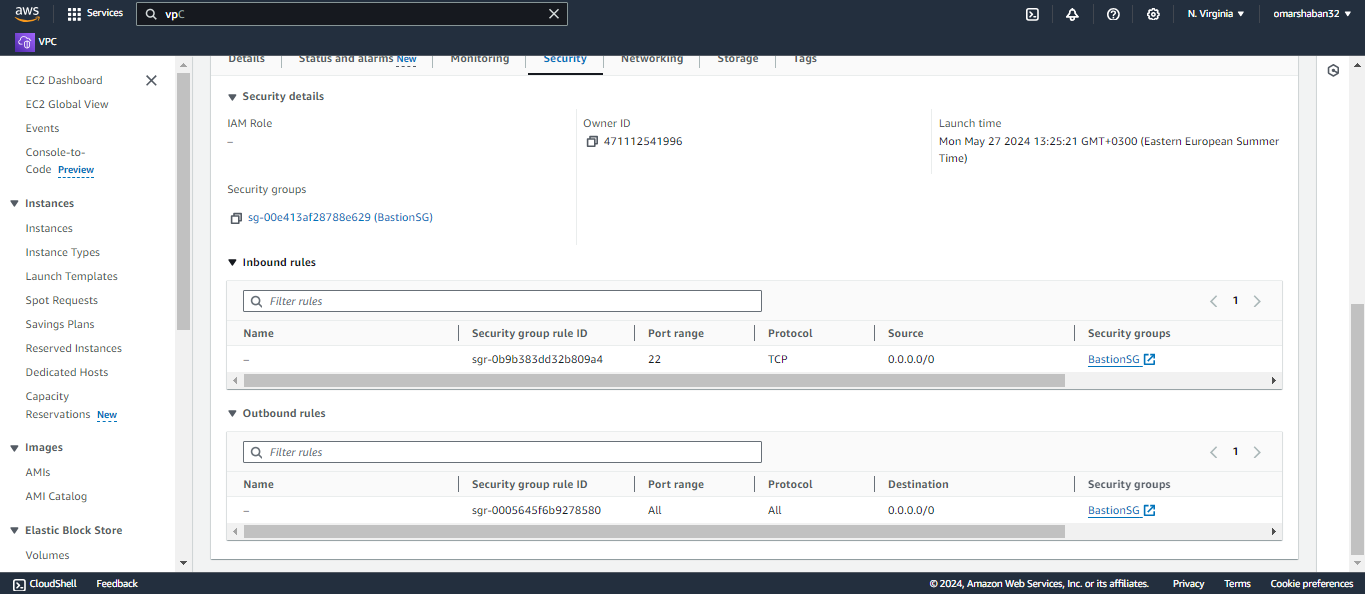 aws
Services
vpC
N. Virginia
omarshaban32
VPC
EC2 Dashboard
EC2 Global View
Events
Console-to-
Code Preview
Instances
Instances
Instance Types
Launch Templates
Spot Requests
Savings Plans
Reserved Instances
Dedicated Hosts
Capacity
Reservations New
Images
AMIs
AMI Catalog
Elastic Block Store
Volumes
Details Status and alarms New Monitoring Security Networking Storage Tags
Security details
IAM Role
–
Owner ID
471112541996
Launch time
Mon May 27 2024 13:25:21 GMT+0300 (Eastern European Summer
Time)
Security groups
sg-00e413af28788e629 (BastionSG)
Inbound rules
Filter rules
1
Name Security group rule ID Port range Protocol Source Security groups
– sgr-0b9b383dd32b809a4 22 TCP 0.0.0.0/0 BastionSG
Outbound rules
Filter rules
1
Name Security group rule ID Port range Protocol Destination Security groups
– sgr-0005645f6b9278580 All All 0.0.0.0/0 BastionSG
CloudShell Feedback © 2024, Amazon Web Services, Inc. or its affiliates. Privacy Terms Cookie preferences